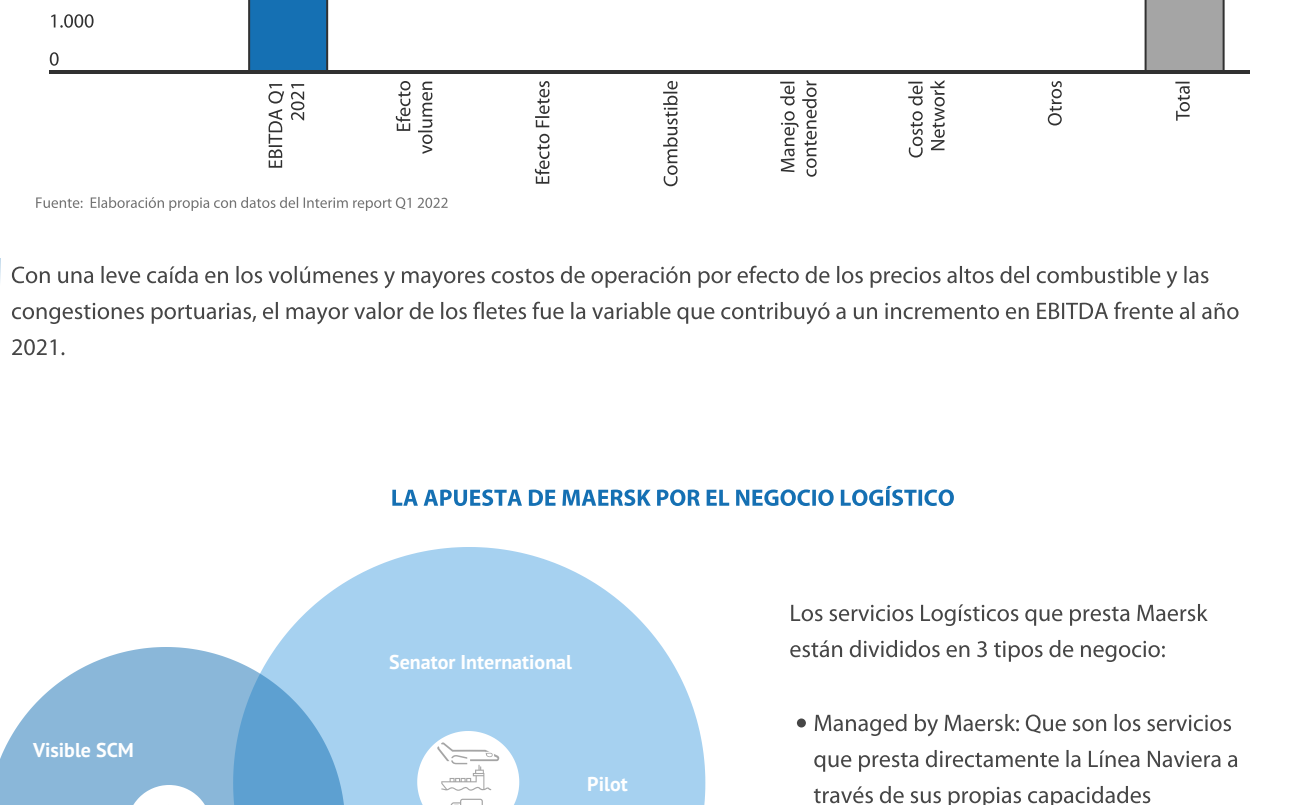 1.000
0
EBITDA Q1
2021
Efecto
volumen
Efecto Fletes
Combustible
Manejo del
contenedor
Costo del
Network
Otros
Total
Fuente: Elaboración propia con datos del Interim report Q1 2022
Con una leve caída en los volúmenes y mayores costos de operación por efecto de los precios altos del combustible y las
congestiones portuarias, el mayor valor de los fletes fue la variable que contribuyó a un incremento en EBITDA frente al año
2021.
LA APUESTA DE MAERSK POR EL NEGOCIO LOGÍSTICO
Senator International
Visible SCM
Pilot
Los servicios Logísticos que presta Maersk
están divididos en 3 tipos de negocio:
• Managed by Maersk: Que son los servicios
que presta directamente la Línea Naviera a
través de sus propias capacidades